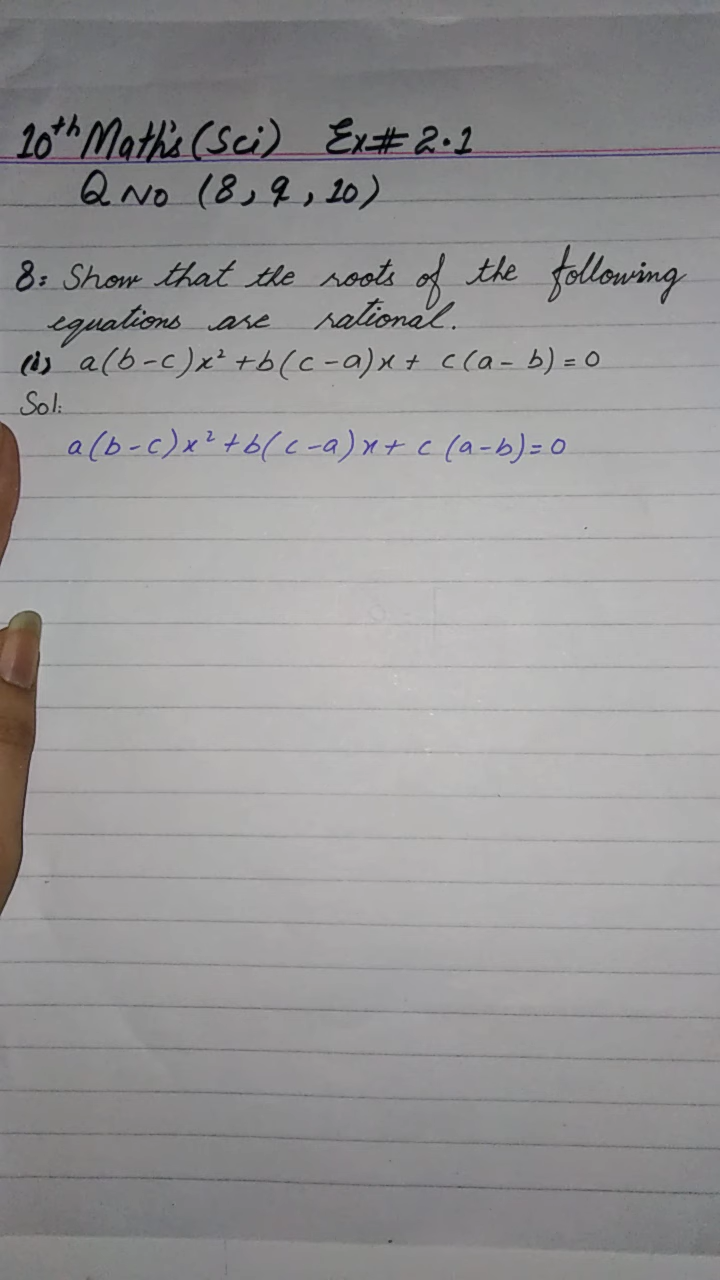 10th Math's (Sci) Ex# 2.1
Q No (8, 9, 10)
8: Show that the roots of the following
equations are rational.
(i) a(b-c)x² + b(c-a)x + c(a-b) = 0
Sol:
a(b-c)x² + b(c-a)x + c(a-b) = 0